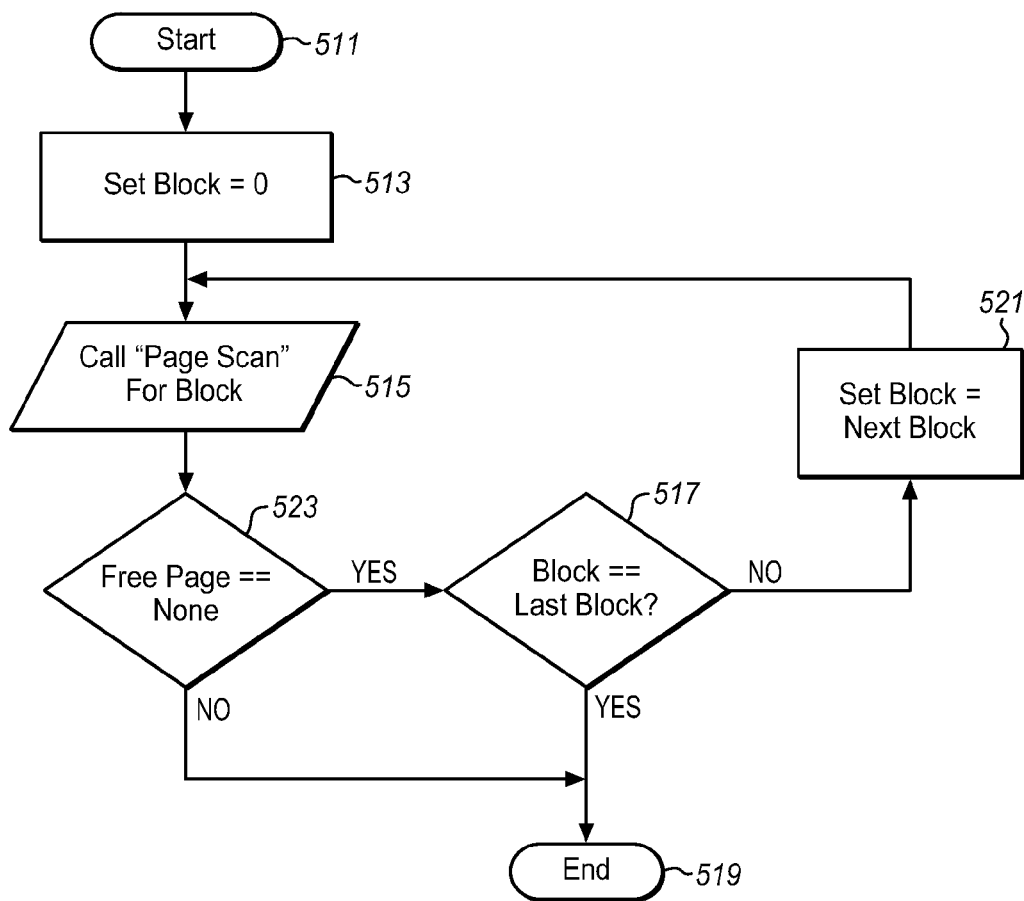 Start
511
Set Block = 0
513
Call “Page Scan”
For Block
515
521
Set Block =
Next Block
523
Free Page ==
None
YES
NO
517
Block ==
Last Block?
NO
YES
End
519